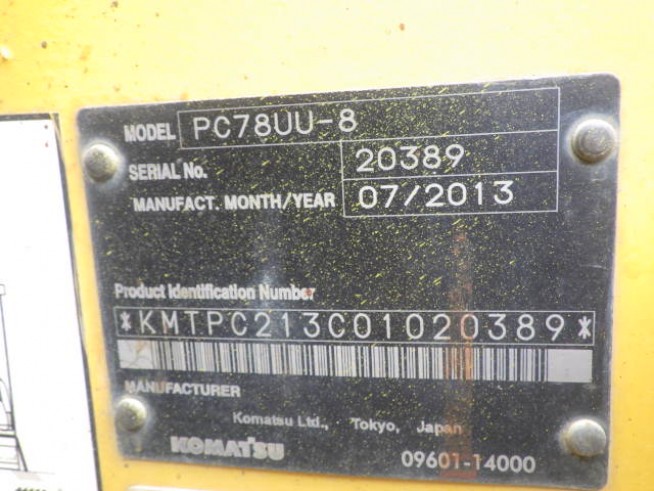 MODEL PC78UU-8
SERIAL No. 20389
MANUFACT. MONTH/YEAR 07/2013
Product Identification Number
*KMTPC213C01020389*
MANUFACTURER
Komatsu Ltd., Tokyo, Japan
KOMATSU 09601-14000